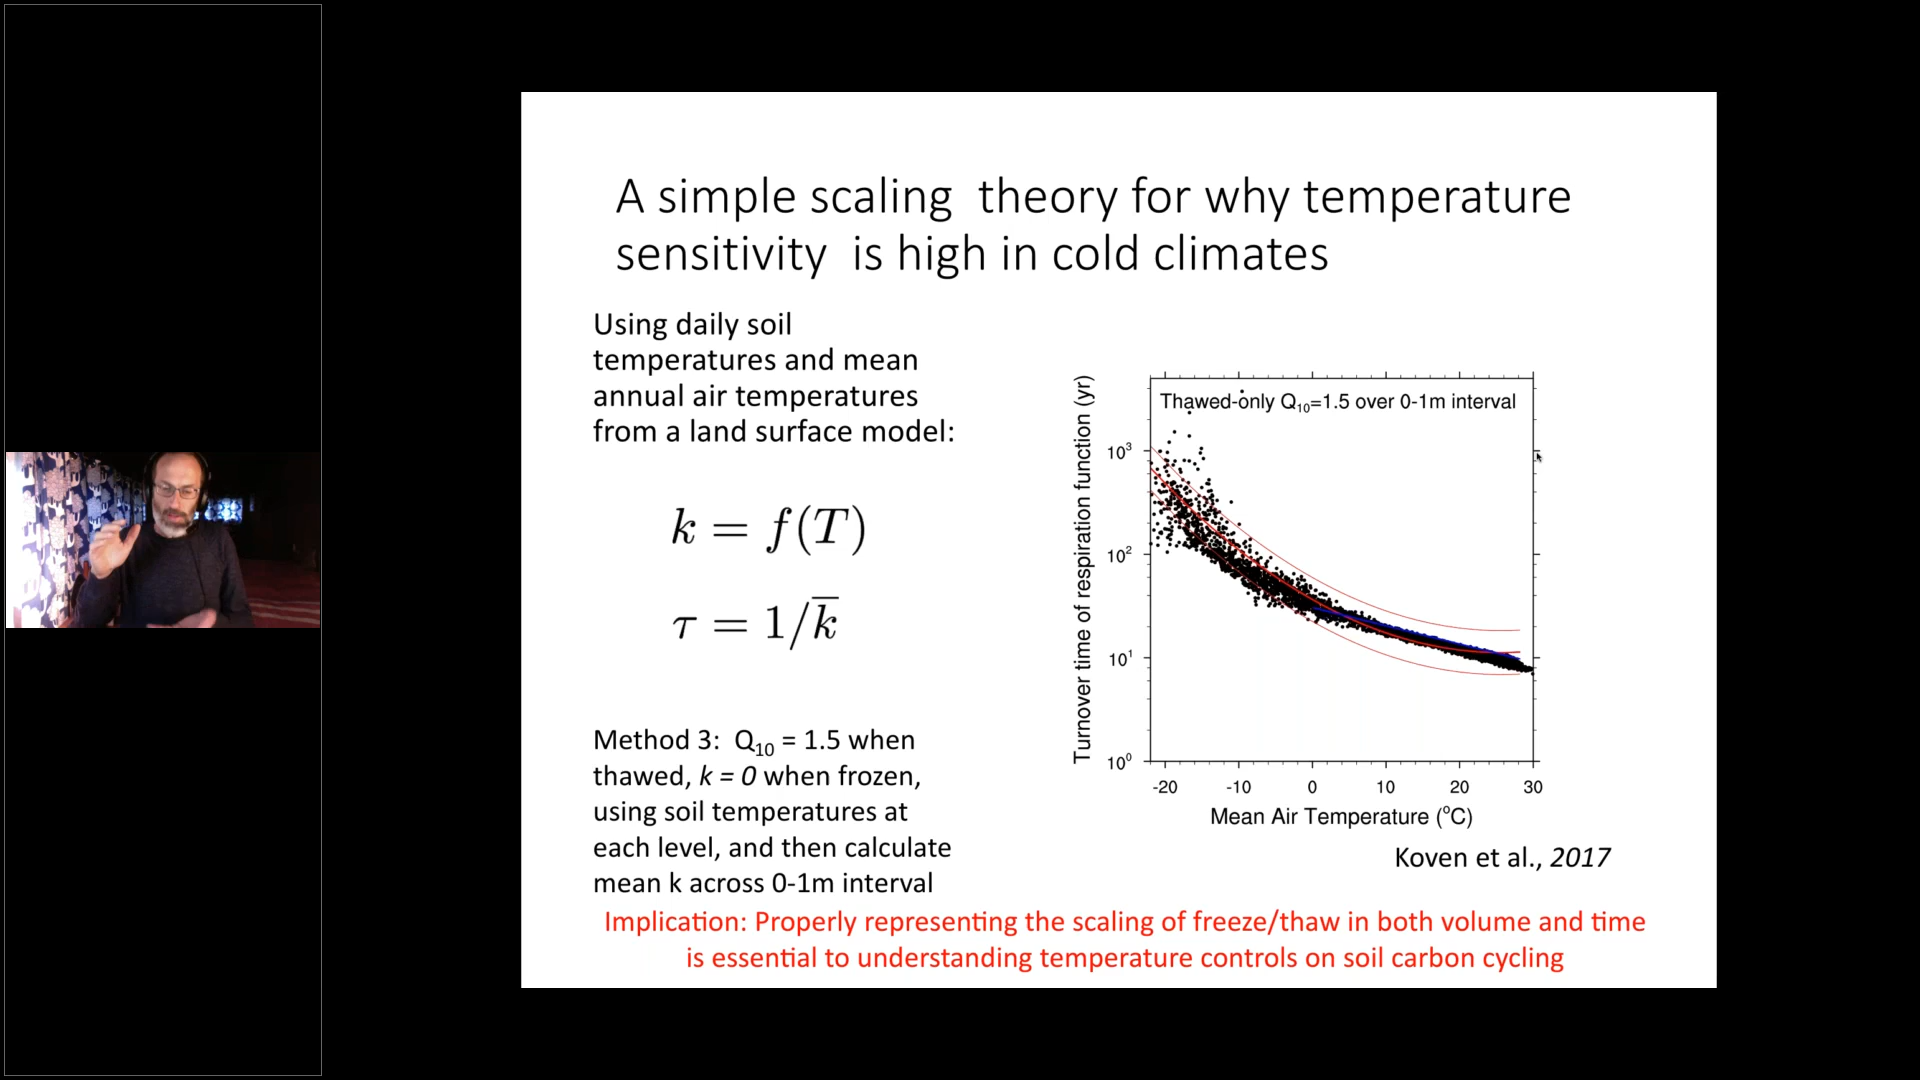 A simple scaling  theory for why temperature
sensitivity  is high in cold climates
Using daily soil
temperatures and mean
annual air temperatures
from a land surface model:
k = f(T)
τ = 1/k̅
Method 3:  Q₁₀ = 1.5 when
thawed, k = 0 when frozen,
using soil temperatures at
each level, and then calculate
mean k across 0-1m interval
Thawed-only Q₁₀=1.5 over 0-1m interval
Turnover time of respiration function (yr)
10³
10²
10¹
10⁰
-20 -10 0 10 20 30
Mean Air Temperature (°C)
Koven et al., 2017
Implication: Properly representing the scaling of freeze/thaw in both volume and time
is essential to understanding temperature controls on soil carbon cycling